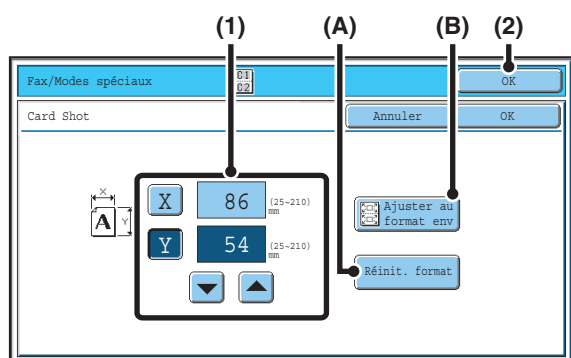 (1) (A) (B) (2)
Fax/Modes spéciaux C1 C2 OK
Card Shot Annuler OK
X
A Y
X 86 (25~210) mm
Y 54 (25~210) mm
Ajuster au
format env
Réinit. format